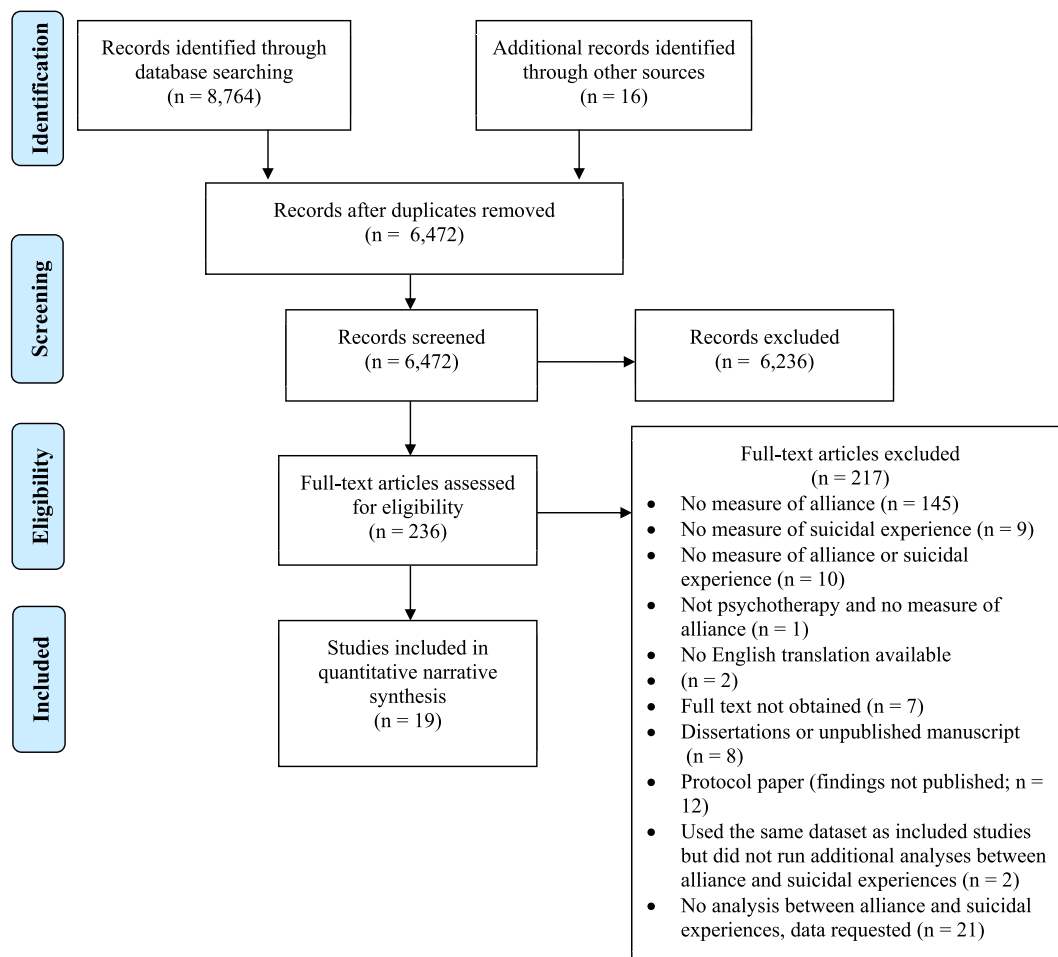 Identification
Records identified through
database searching
(n = 8,764)
Additional records identified
through other sources
(n = 16)
Records after duplicates removed
(n = 6,472)
Screening
Records screened
(n = 6,472)
Records excluded
(n = 6,236)
Eligibility
Full-text articles assessed
for eligibility
(n = 236)
Full-text articles excluded
(n = 217)
• No measure of alliance (n = 145)
• No measure of suicidal experience (n = 9)
• No measure of alliance or suicidal
experience (n = 10)
• Not psychotherapy and no measure of
alliance (n = 1)
• No English translation available
• (n = 2)
• Full text not obtained (n = 7)
• Dissertations or unpublished manuscript
(n = 8)
• Protocol paper (findings not published; n =
12)
• Used the same dataset as included studies
but did not run additional analyses between
alliance and suicidal experiences (n = 2)
• No analysis between alliance and suicidal
experiences, data requested (n = 21)
Included
Studies included in
quantitative narrative
synthesis
(n = 19)